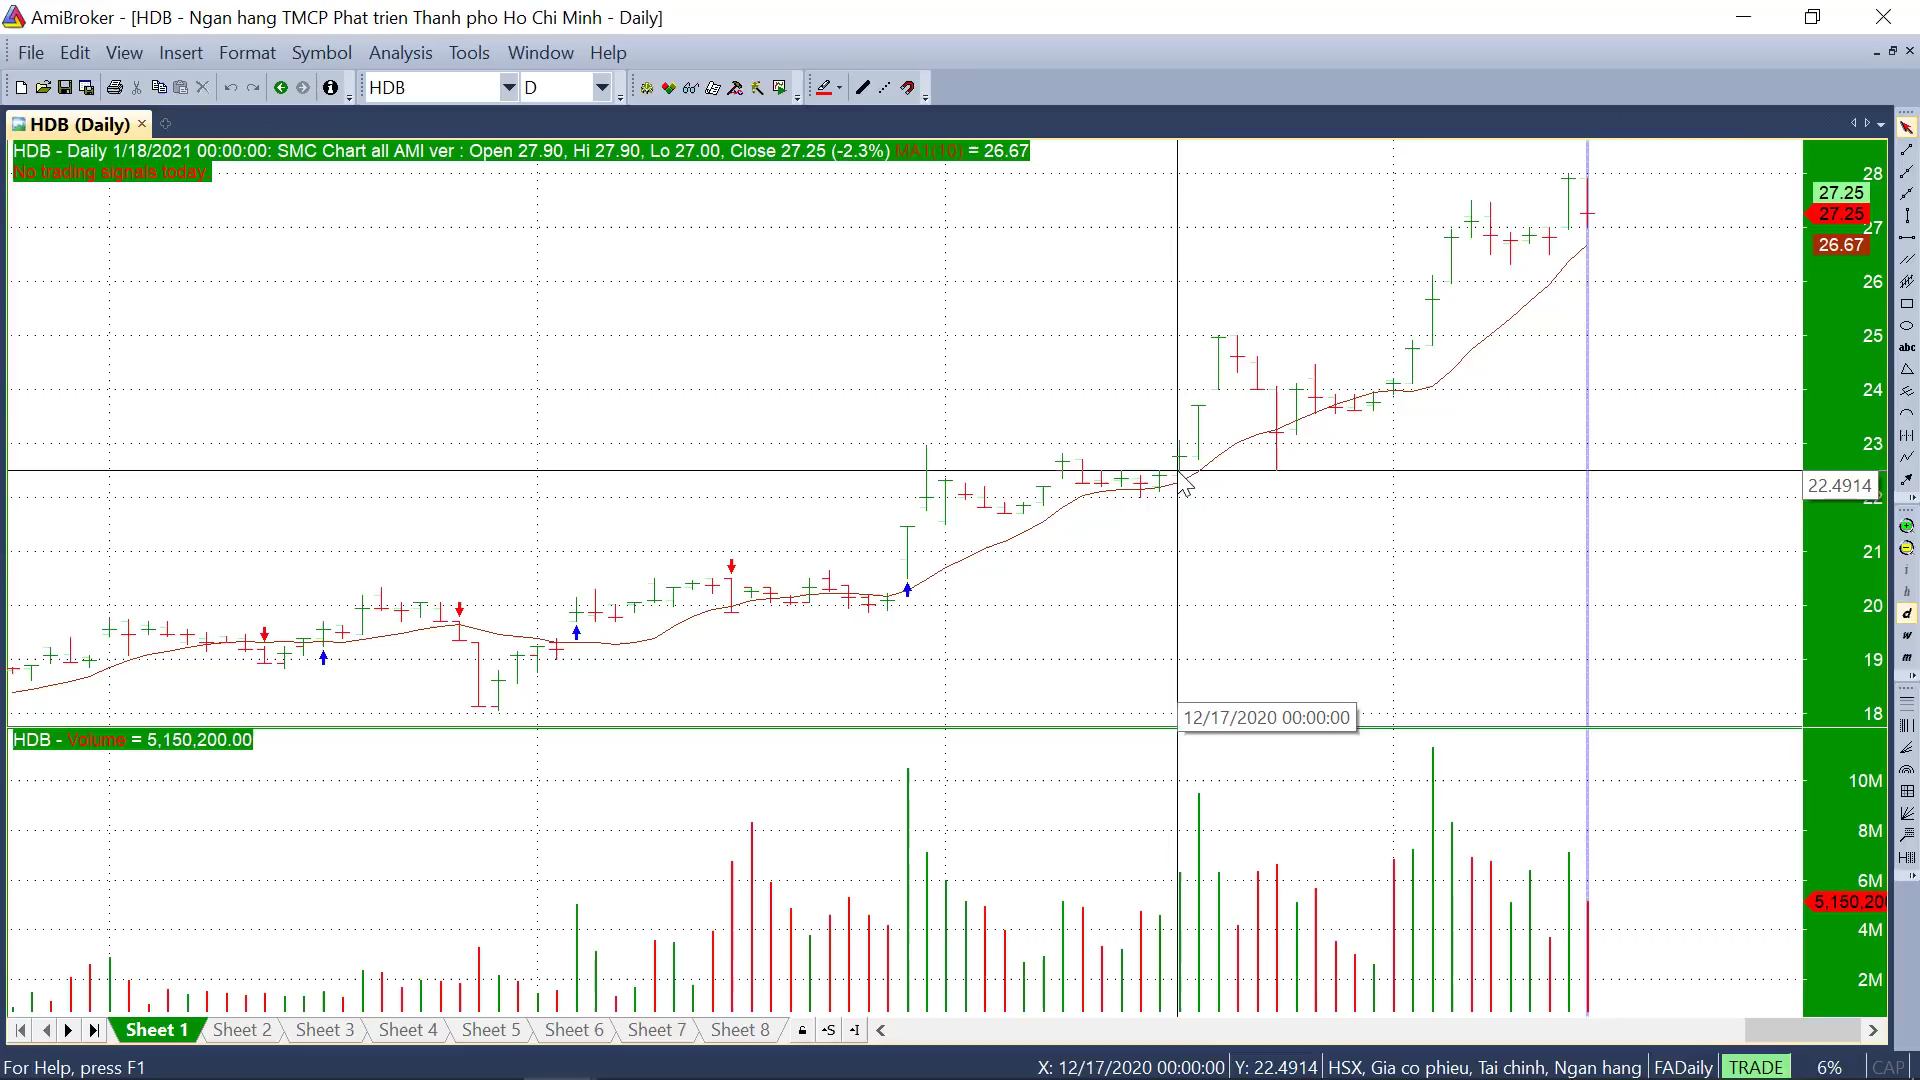 AmiBroker - [HDB - Ngan hang TMCP Phat trien Thanh pho Ho Chi Minh - Daily]
File Edit View Insert Format Symbol Analysis Tools Window Help
HDB D
HDB (Daily)
HDB - Daily 1/18/2021 00:00:00: SMC Chart all AMI ver : Open 27.90, Hi 27.90, Lo 27.00, Close 27.25 (-2.3%) MA1(10) = 26.67
No trading signals today
28
27.25
27.25
27
26.67
26
25
24
23
22.4914
22
21
20
19
18
12/17/2020 00:00:00
HDB - Volume = 5,150,200.00
10M
8M
6M
5,150,20
4M
2M
abc
i
h
d
w
m
Sheet 1 Sheet 2 Sheet 3 Sheet 4 Sheet 5 Sheet 6 Sheet 7 Sheet 8 S I
For Help, press F1 X: 12/17/2020 00:00:00 Y: 22.4914 HSX, Gia co phieu, Tai chinh, Ngan hang FADaily TRADE 6% CAP